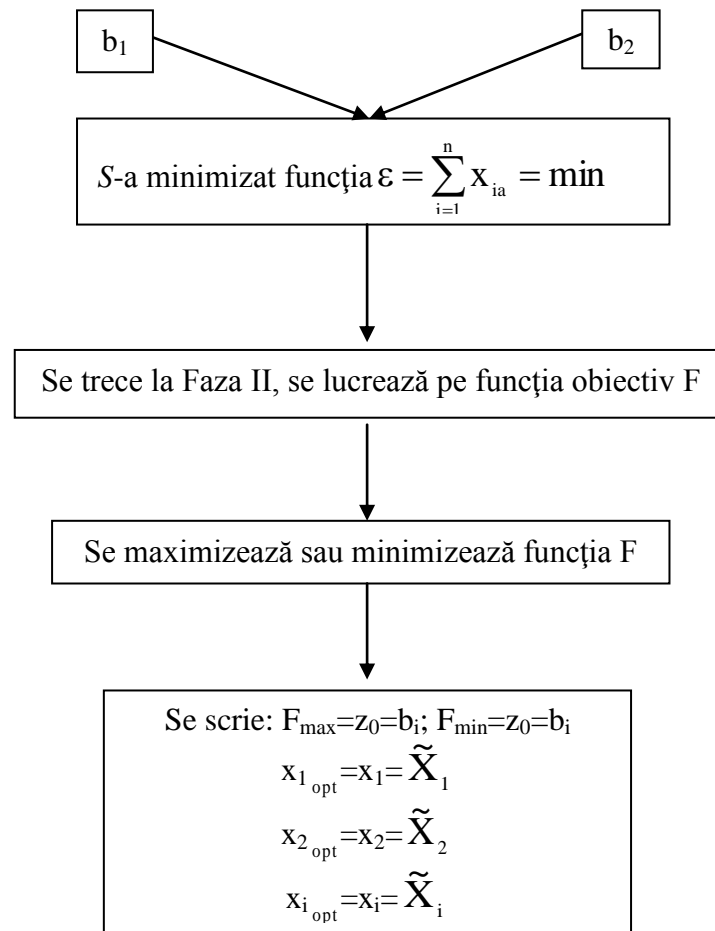 b₁
b₂
S-a minimizat funcţia ε = ∑ⁿᵢ₌₁ xᵢₐ = min
Se trece la Faza II, se lucrează pe funcţia obiectiv F
Se maximizează sau minimizează funcţia F
Se scrie: Fₘₐₓ=z₀=bᵢ; Fₘᵢₙ=z₀=bᵢ
x₁ ₒₚₜ=x₁=X̃₁
x₂ ₒₚₜ=x₂=X̃₂
xᵢ ₒₚₜ=xᵢ=X̃ᵢ